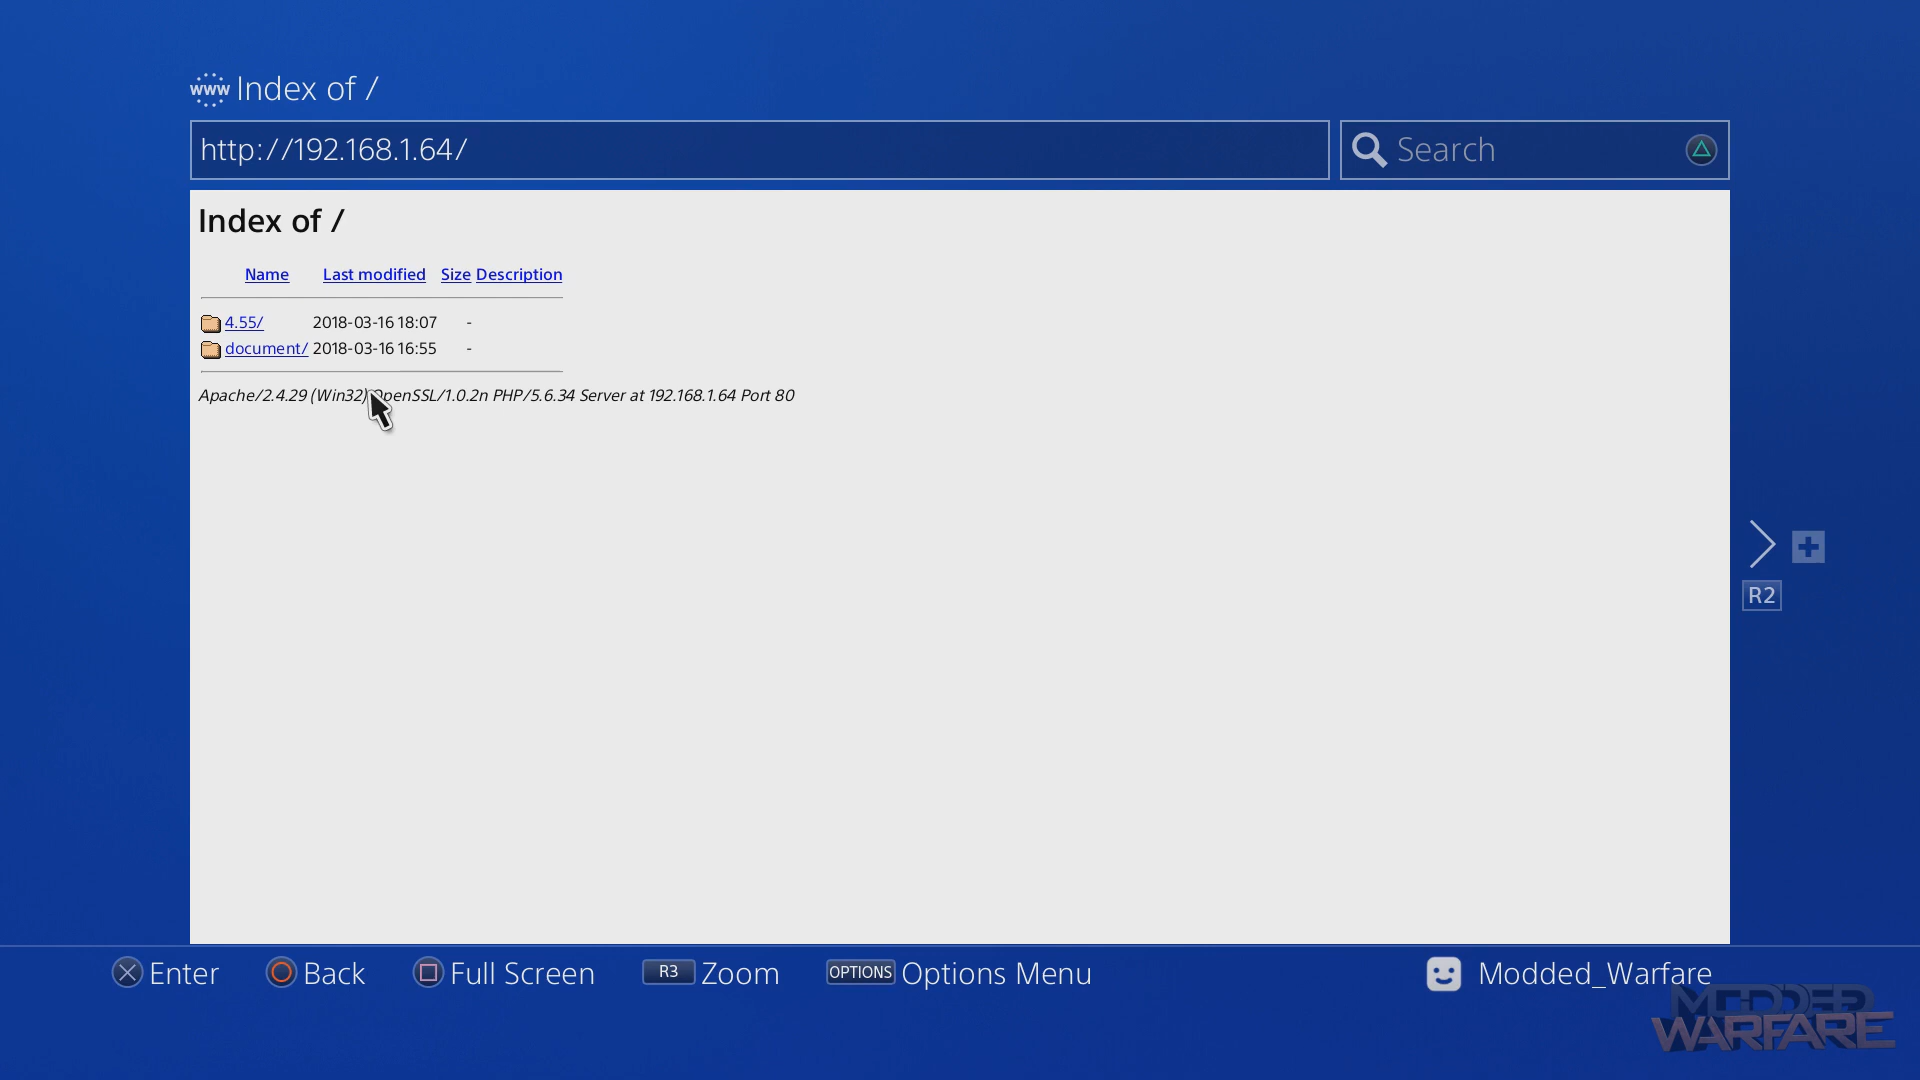 www Index of /
http://192.168.1.64/ Search
Index of /
Name Last modified Size Description
4.55/ 2018-03-16 18:07 -
document/ 2018-03-16 16:55 -
Apache/2.4.29 (Win32) OpenSSL/1.0.2n PHP/5.6.34 Server at 192.168.1.64 Port 80
R2
Enter Back Full Screen R3 Zoom OPTIONS Options Menu Modded_Warfare
MODDED
WARFARE